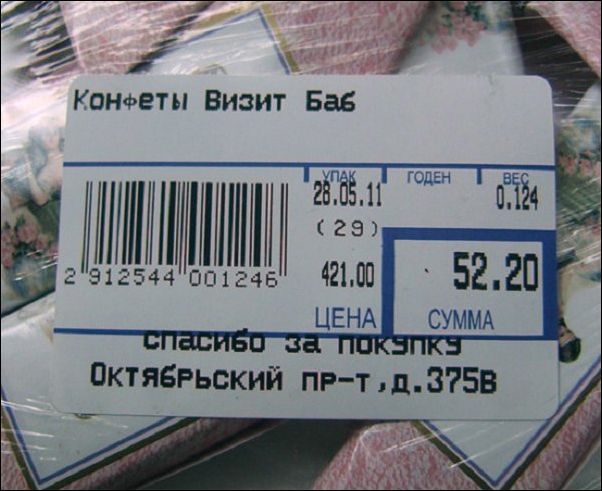 Конфеты Визит Баб
УПАК ГОДЕН ВЕС
28.05.11 0.124
(29)
421.00 52.20
2 912544 001246
ЦЕНА СУММА
спасибо за покупку
Октябрьский пр-т,д.375В